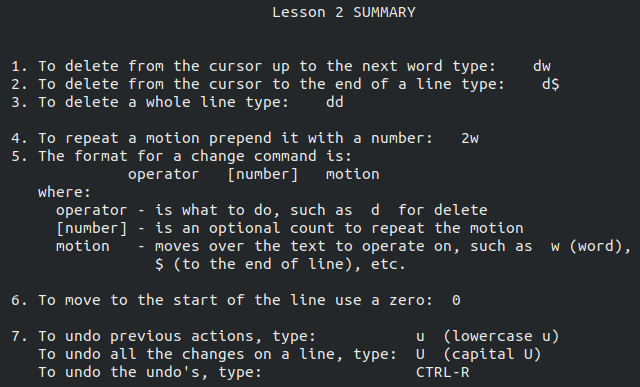 Lesson 2 SUMMARY
1. To delete from the cursor up to the next word type:    dw
2. To delete from the cursor to the end of a line type:    d$
3. To delete a whole line type:    dd
4. To repeat a motion prepend it with a number:   2w
5. The format for a change command is:
operator   [number]   motion
where:
operator - is what to do, such as  d  for delete
[number] - is an optional count to repeat the motion
motion   - moves over the text to operate on, such as  w (word),
$ (to the end of line), etc.
6. To move to the start of the line use a zero:  0
7. To undo previous actions, type:           u  (lowercase u)
To undo all the changes on a line, type:  U  (capital U)
To undo the undo's, type:                 CTRL-R